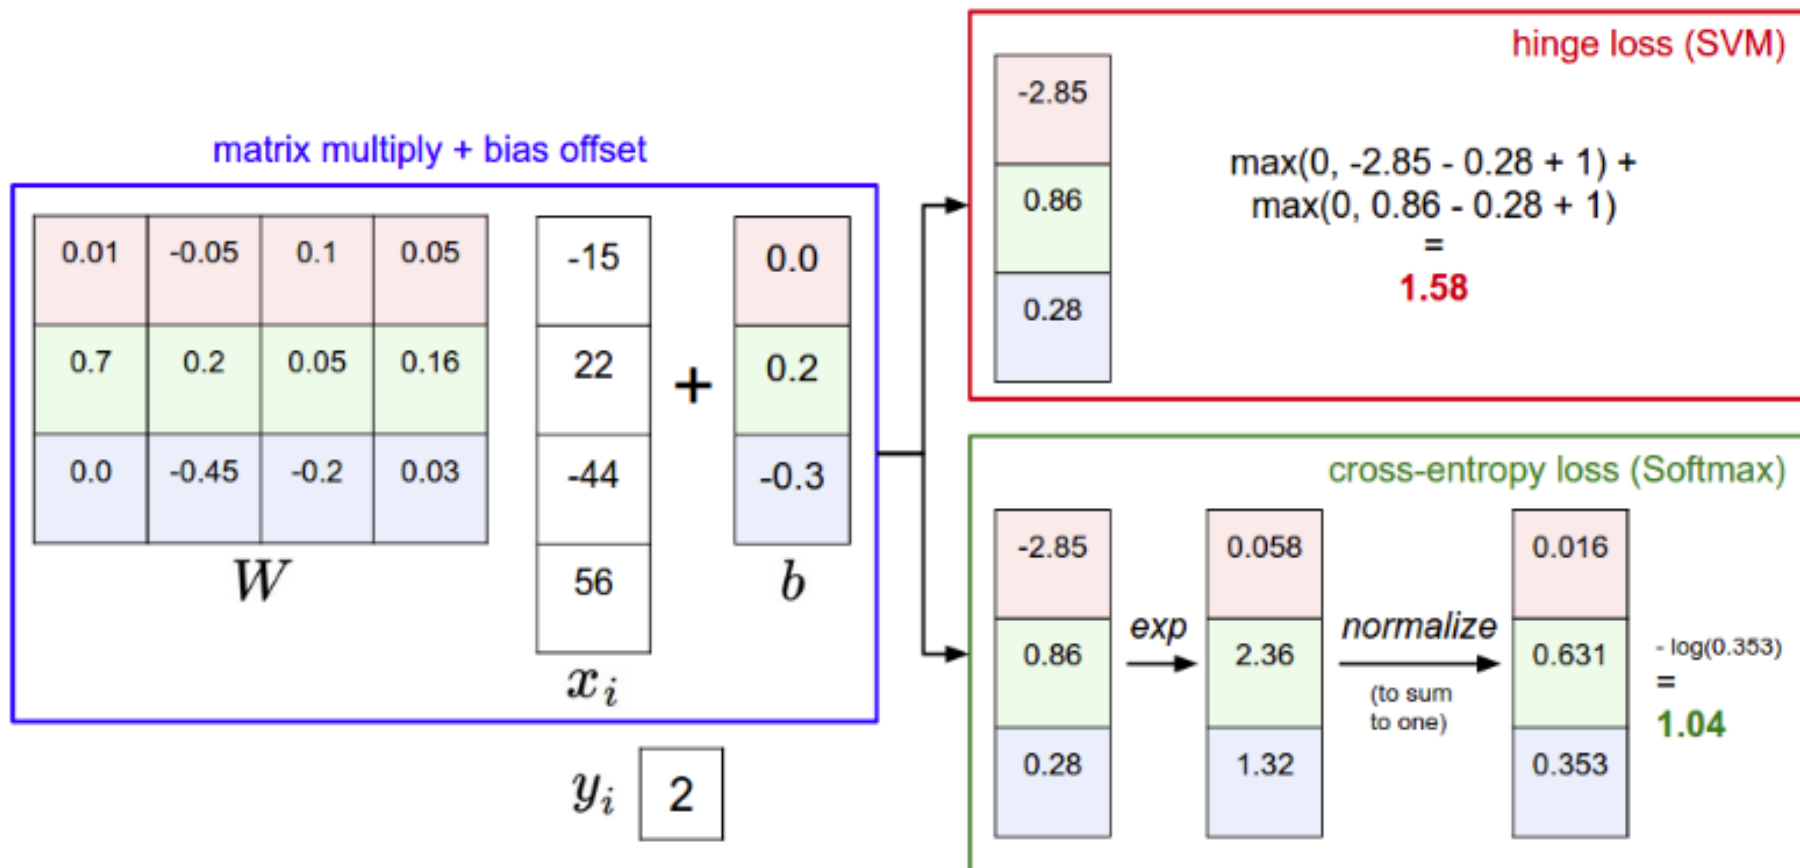 matrix multiply + bias offset
0.01 -0.05 0.1 0.05
0.7 0.2 0.05 0.16
0.0 -0.45 -0.2 0.03
W
-15
22
-44
56
x_i
+
0.0
0.2
-0.3
b
y_i 2
hinge loss (SVM)
-2.85
0.86
0.28
max(0, -2.85 - 0.28 + 1) +
max(0, 0.86 - 0.28 + 1)
=
1.58
cross-entropy loss (Softmax)
-2.85
0.86
0.28
exp
0.058
2.36
1.32
normalize
(to sum
to one)
0.016
0.631
0.353
- log(0.353)
=
1.04